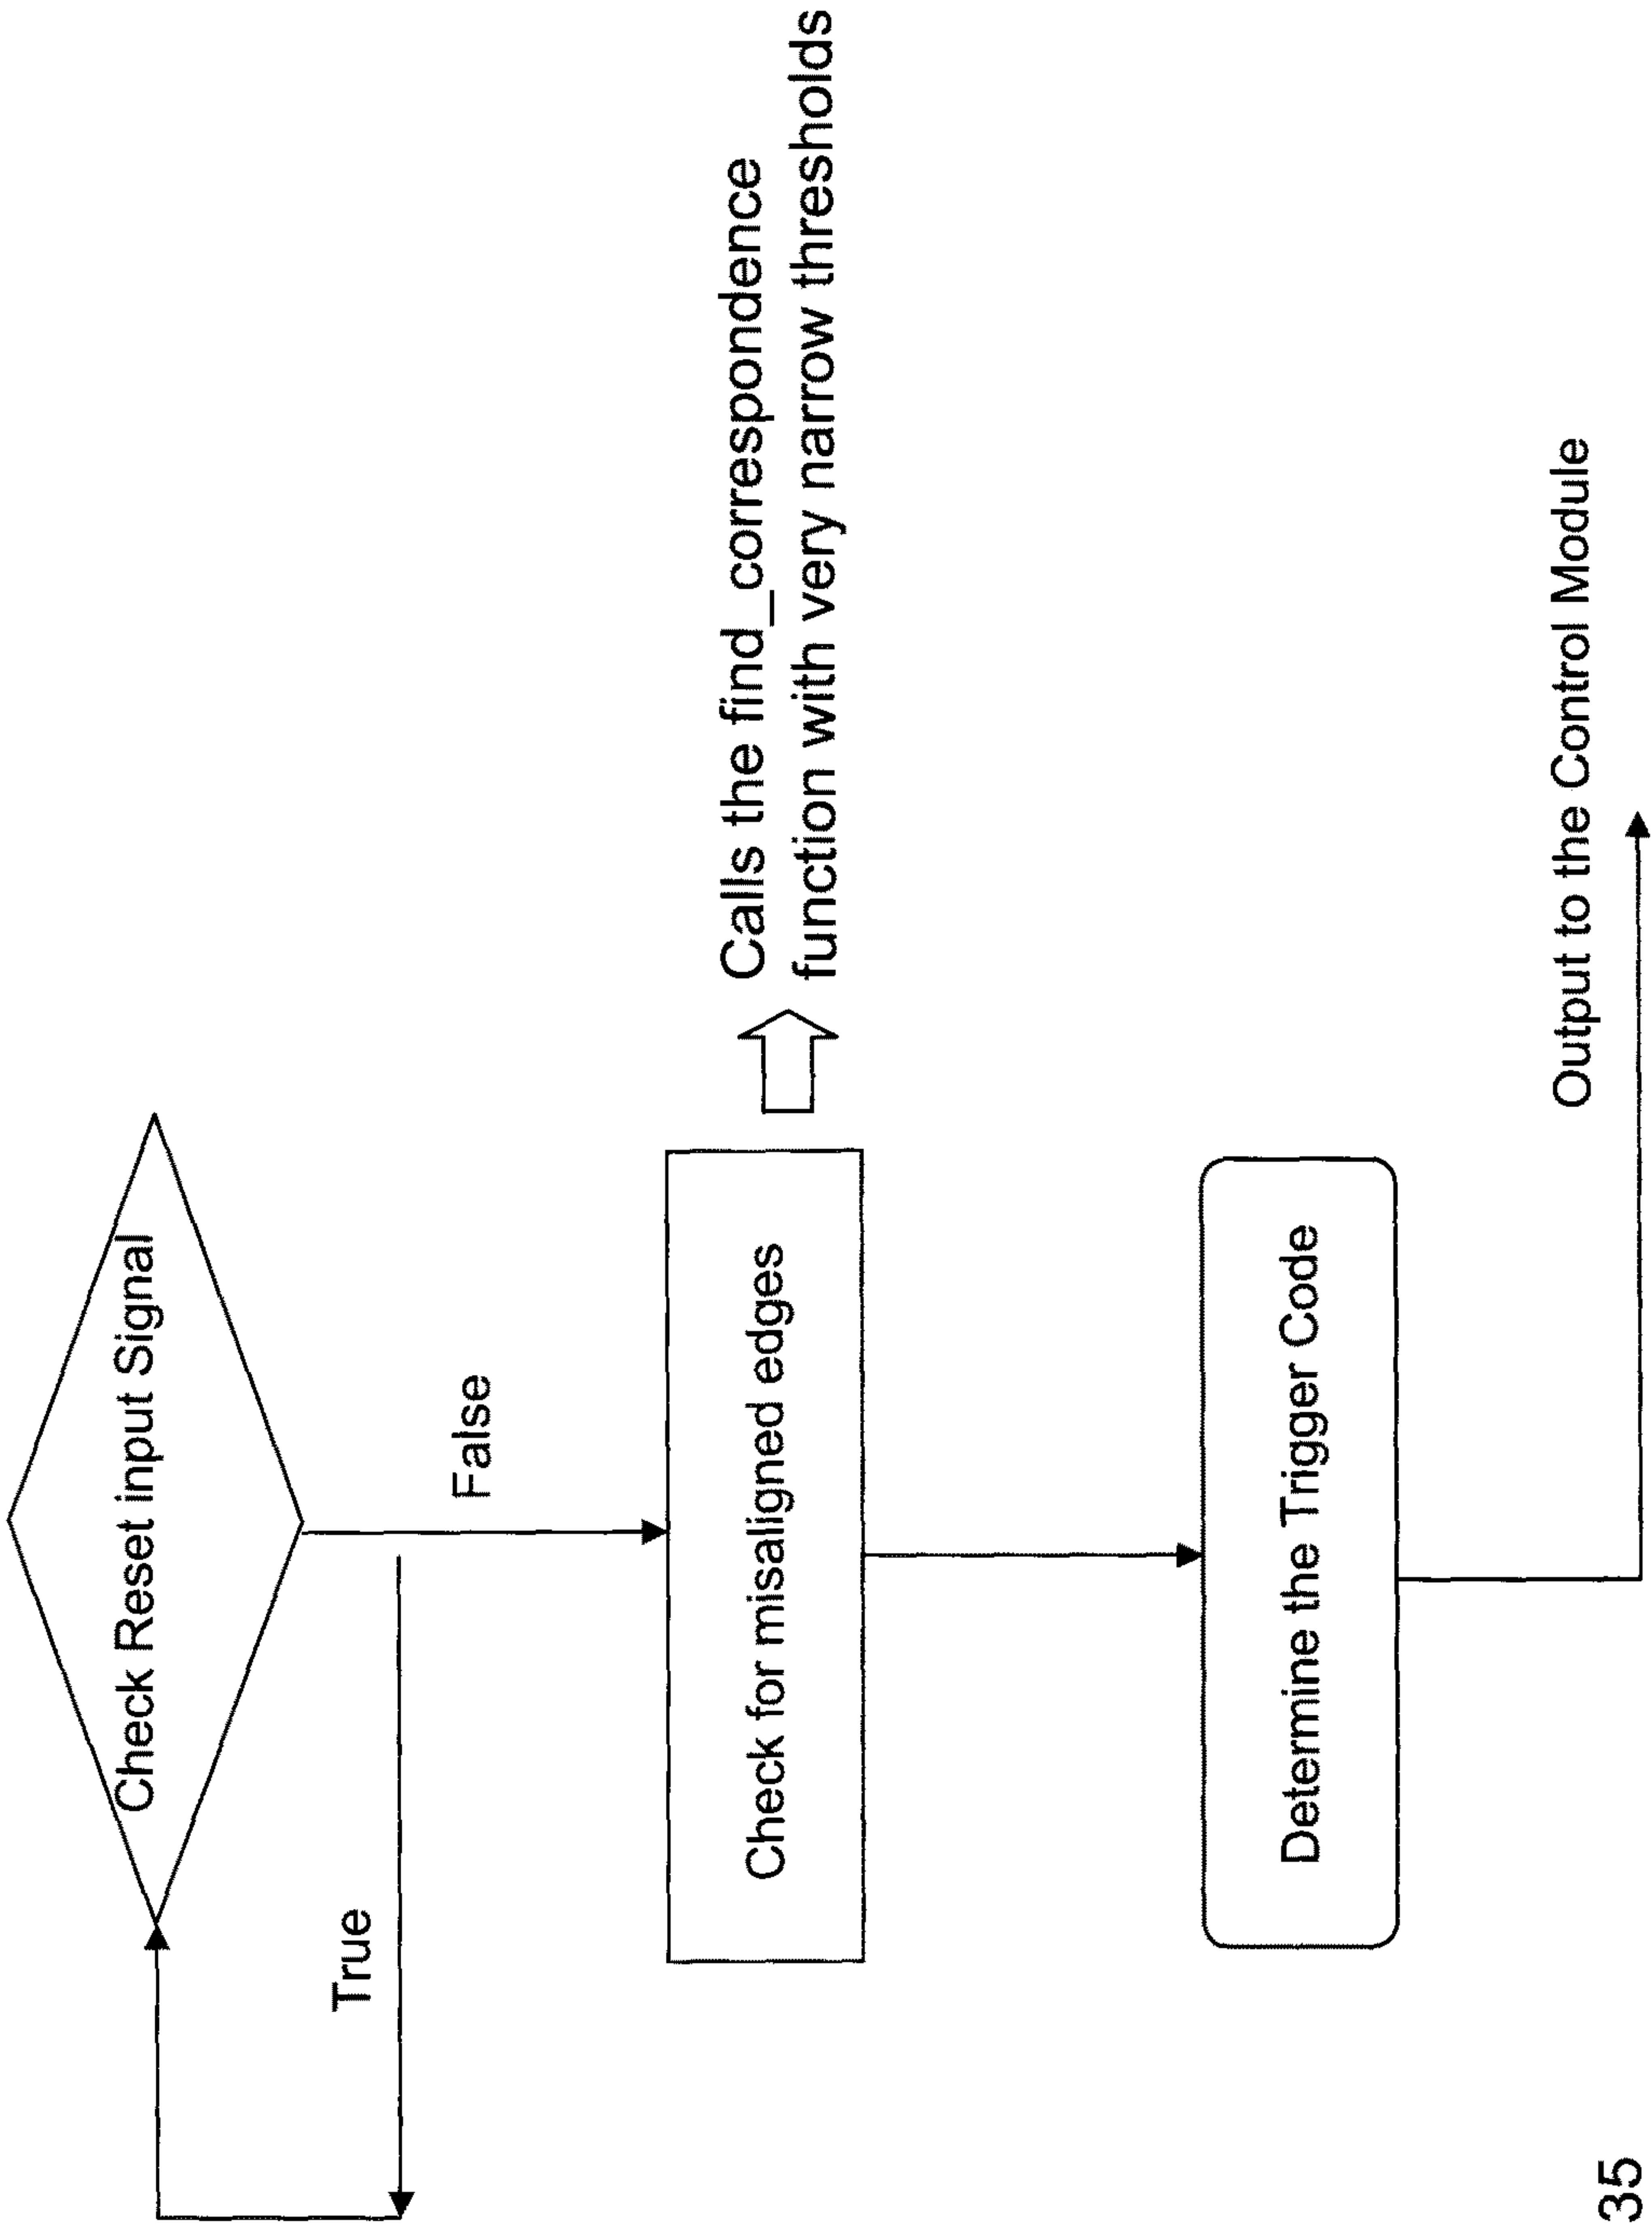 Check Reset input Signal
True
False
Check for misaligned edges
Calls the find_correspondence
function with very narrow thresholds
Determine the Trigger Code
Output to the Control Module
35